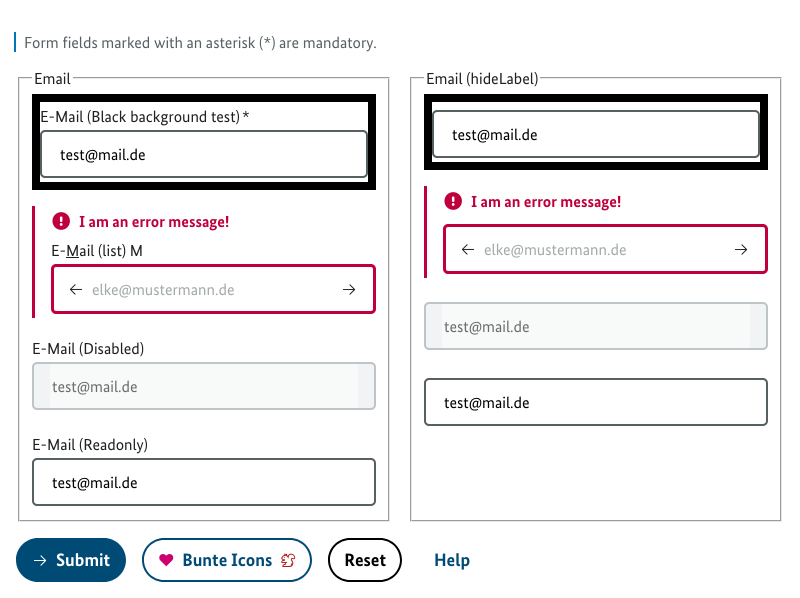 Form fields marked with an asterisk (*) are mandatory.
Email
E-Mail (Black background test) *
test@mail.de
I am an error message!
E-Mail (list) M
elke@mustermann.de
E-Mail (Disabled)
test@mail.de
E-Mail (Readonly)
test@mail.de
Email (hideLabel)
test@mail.de
I am an error message!
elke@mustermann.de
test@mail.de
test@mail.de
Submit
Bunte Icons
Reset
Help